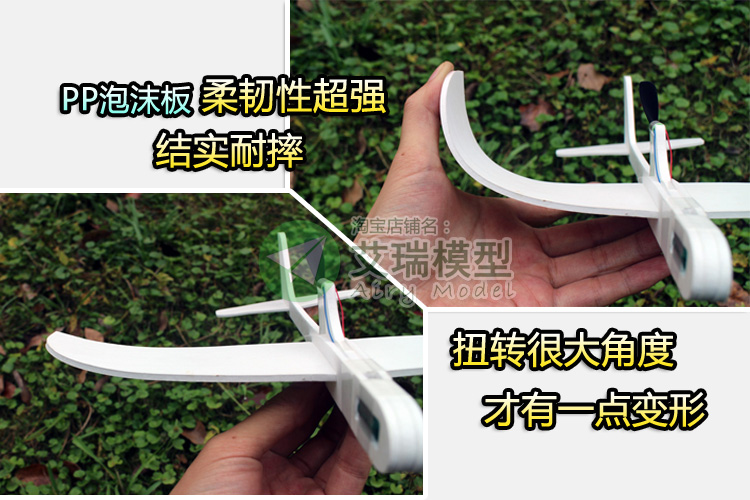 PP泡沫板 柔韧性超强
结实耐摔
淘宝店铺名：
艾瑞模型
Airy Model
扭转很大角度
才有一点变形